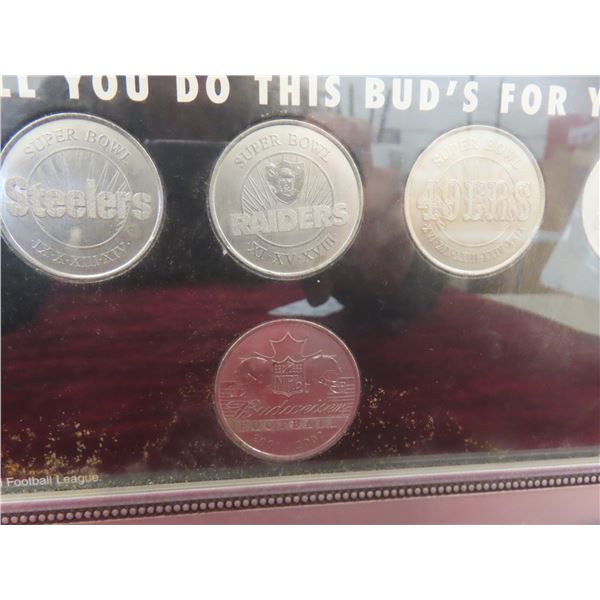 LL YOU DO THIS BUD'S FOR Y
SUPER BOWL
Steelers
IX·X·XIII·XIV·
SUPER BOWL
RAIDERS
XI·XV·XVIII
SUPER BOWL
49ERS
NFL
Budweiser
FOOTBALL
l Football League.